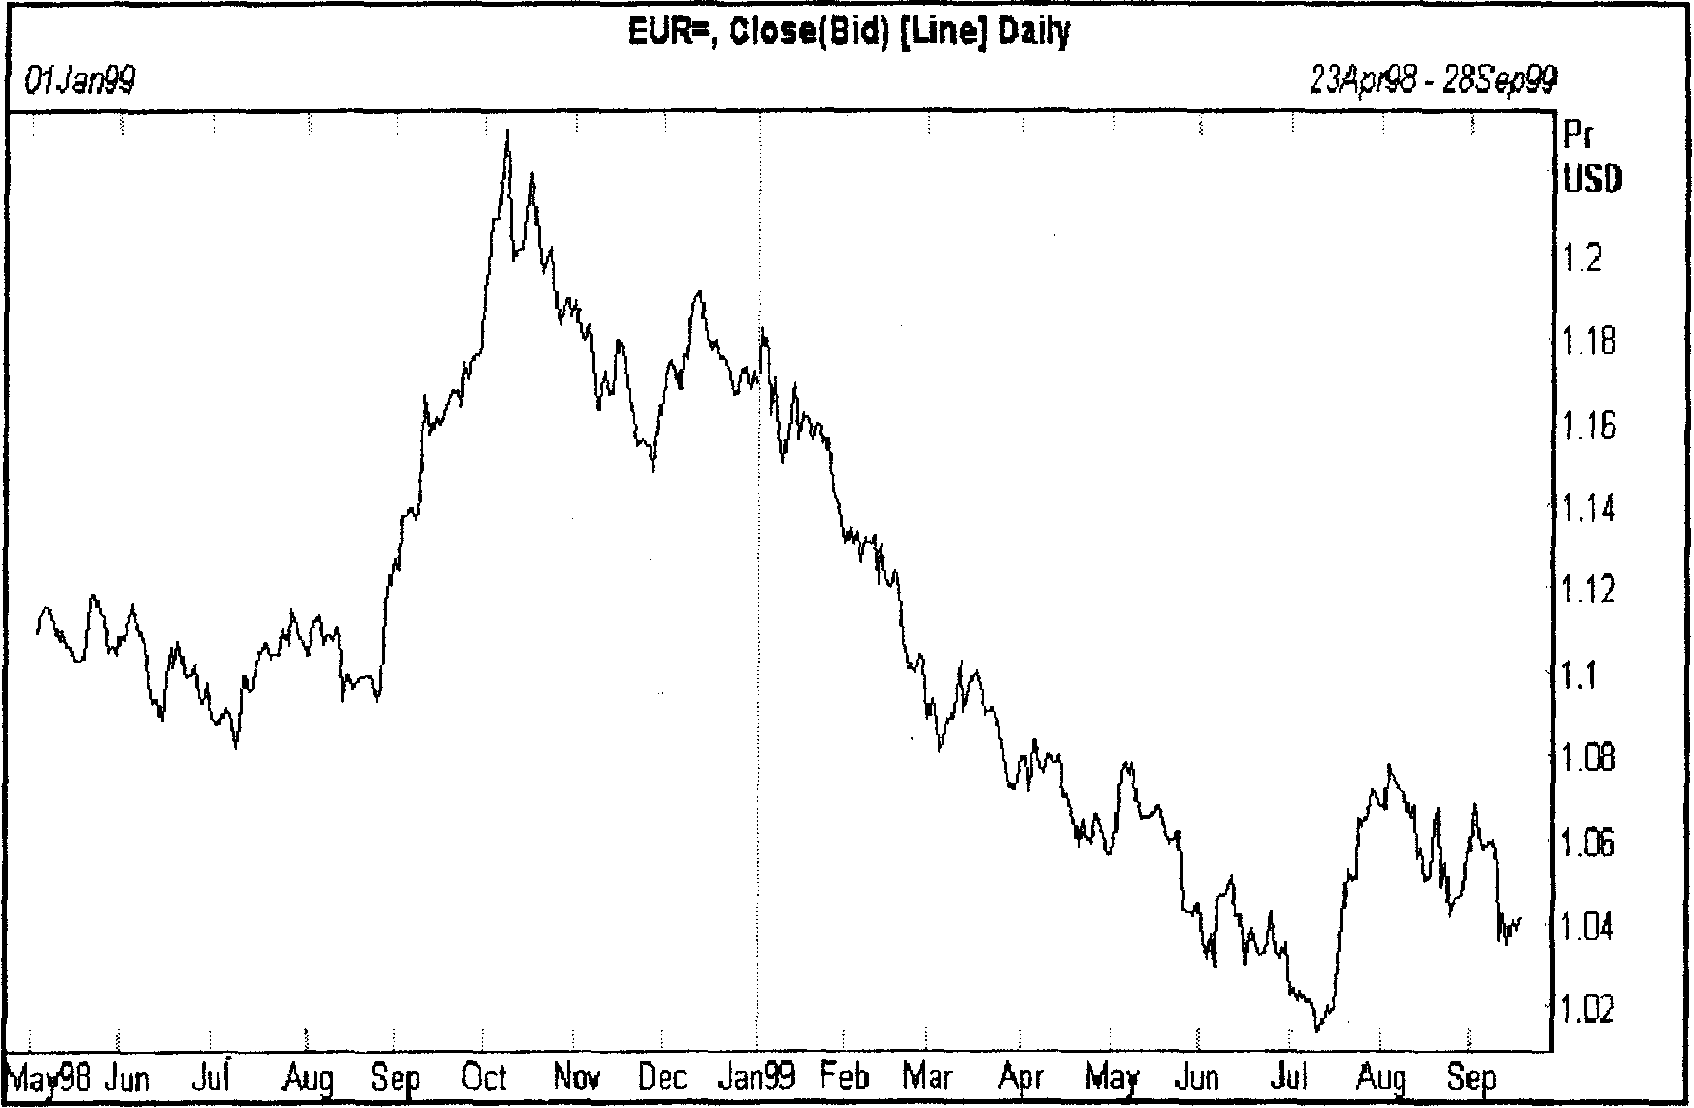 EUR=, Close(Bid) [Line] Daily
01Jan99 23Apr98 - 28Sep99
Pr
USD
1.2
1.18
1.16
1.14
1.12
1.1
1.08
1.06
1.04
1.02
May98 Jun Jul Aug Sep Oct Nov Dec Jan99 Feb Mar Apr May Jun Jul Aug Sep